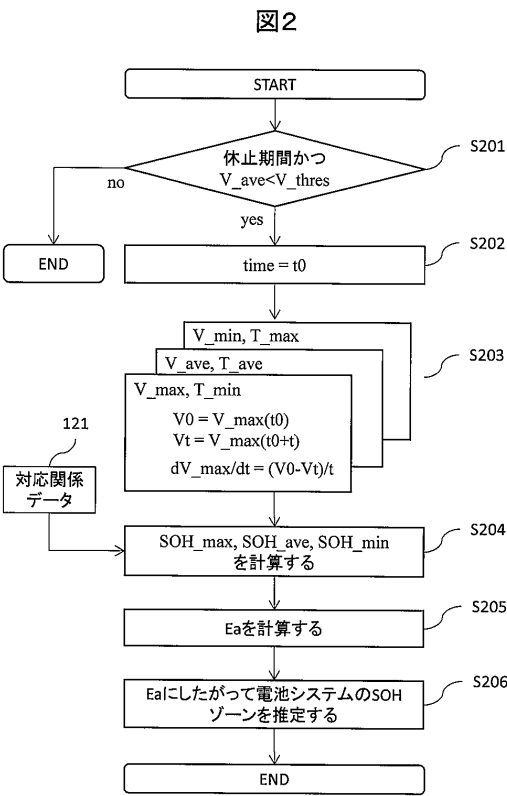 図2
START
休止期間かつ
V_ave<V_thres
S201
no
yes
END
time = t0
S202
V_min, T_max
V_ave, T_ave
V_max, T_min
V0 = V_max(t0)
Vt = V_max(t0+t)
dV_max/dt = (V0-Vt)/t
S203
121
対応関係
データ
SOH_max, SOH_ave, SOH_min
を計算する
S204
Eaを計算する
S205
Eaにしたがって電池システムのSOH
ゾーンを推定する
S206
END